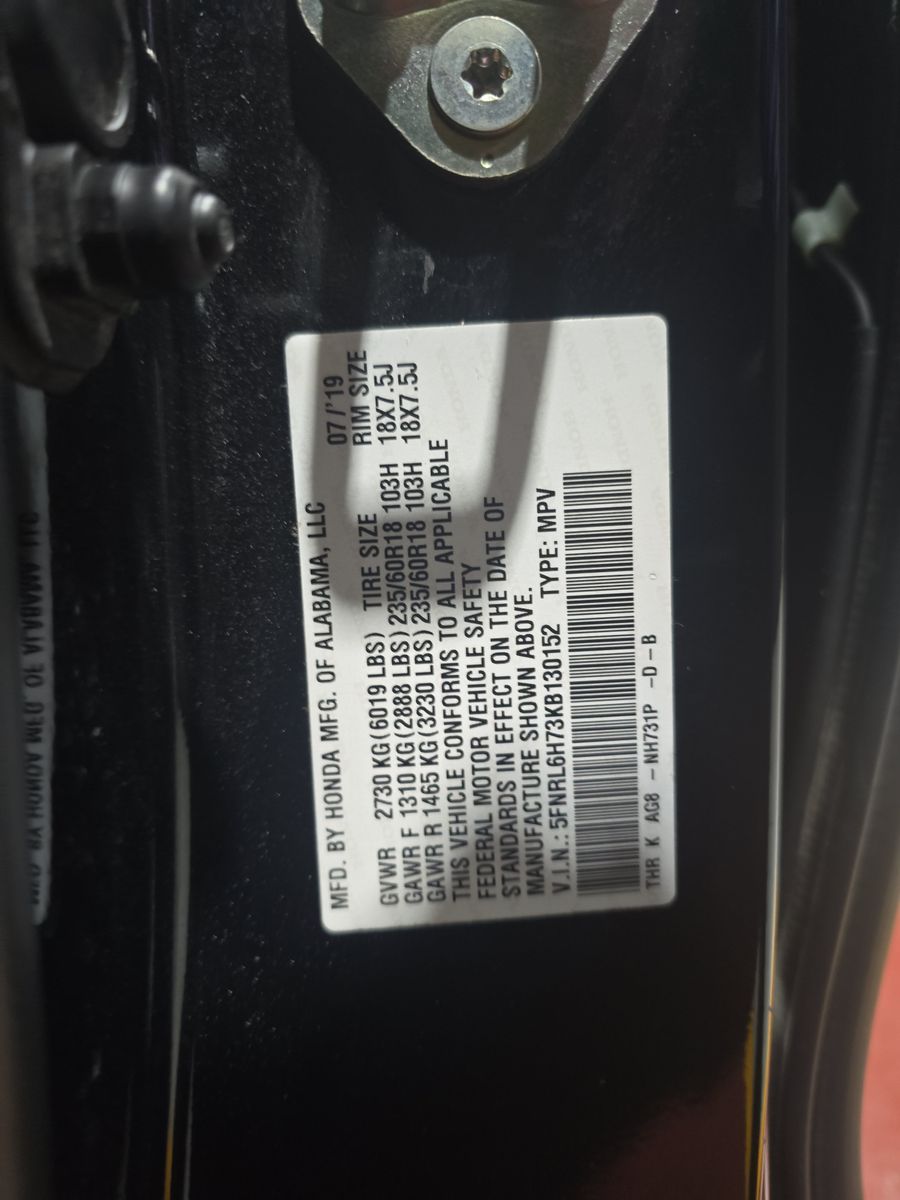 MFD. BY HONDA MFG. OF ALABAMA, LLC 07/'19
TIRE SIZE RIM SIZE
GVWR 2730 KG(6019 LBS)
GAWR F 1310 KG(2888 LBS) 235/60R18 103H 18X7.5J
GAWR R 1465 KG(3230 LBS) 235/60R18 103H 18X7.5J
THIS VEHICLE CONFORMS TO ALL APPLICABLE
FEDERAL MOTOR VEHICLE SAFETY
STANDARDS IN EFFECT ON THE DATE OF
MANUFACTURE SHOWN ABOVE.
V.I.N.: 5FNRL6H73KB130152 TYPE: MPV
THR K AG8 -NH731P -D-B